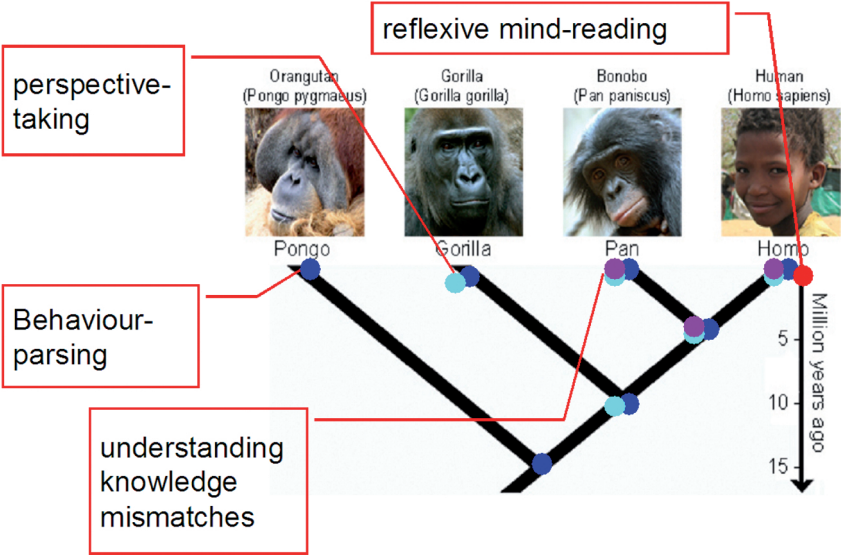 reflexive mind-reading
perspective-
taking
Orangutan
(Pongo pygmaeus)
Gorilla
(Gorilla gorilla)
Bonobo
(Pan paniscus)
Human
(Homo sapiens)
Pongo
Gorilla
Pan
Homo
Behaviour-
parsing
understanding
knowledge
mismatches
5
10
15
Million years ago